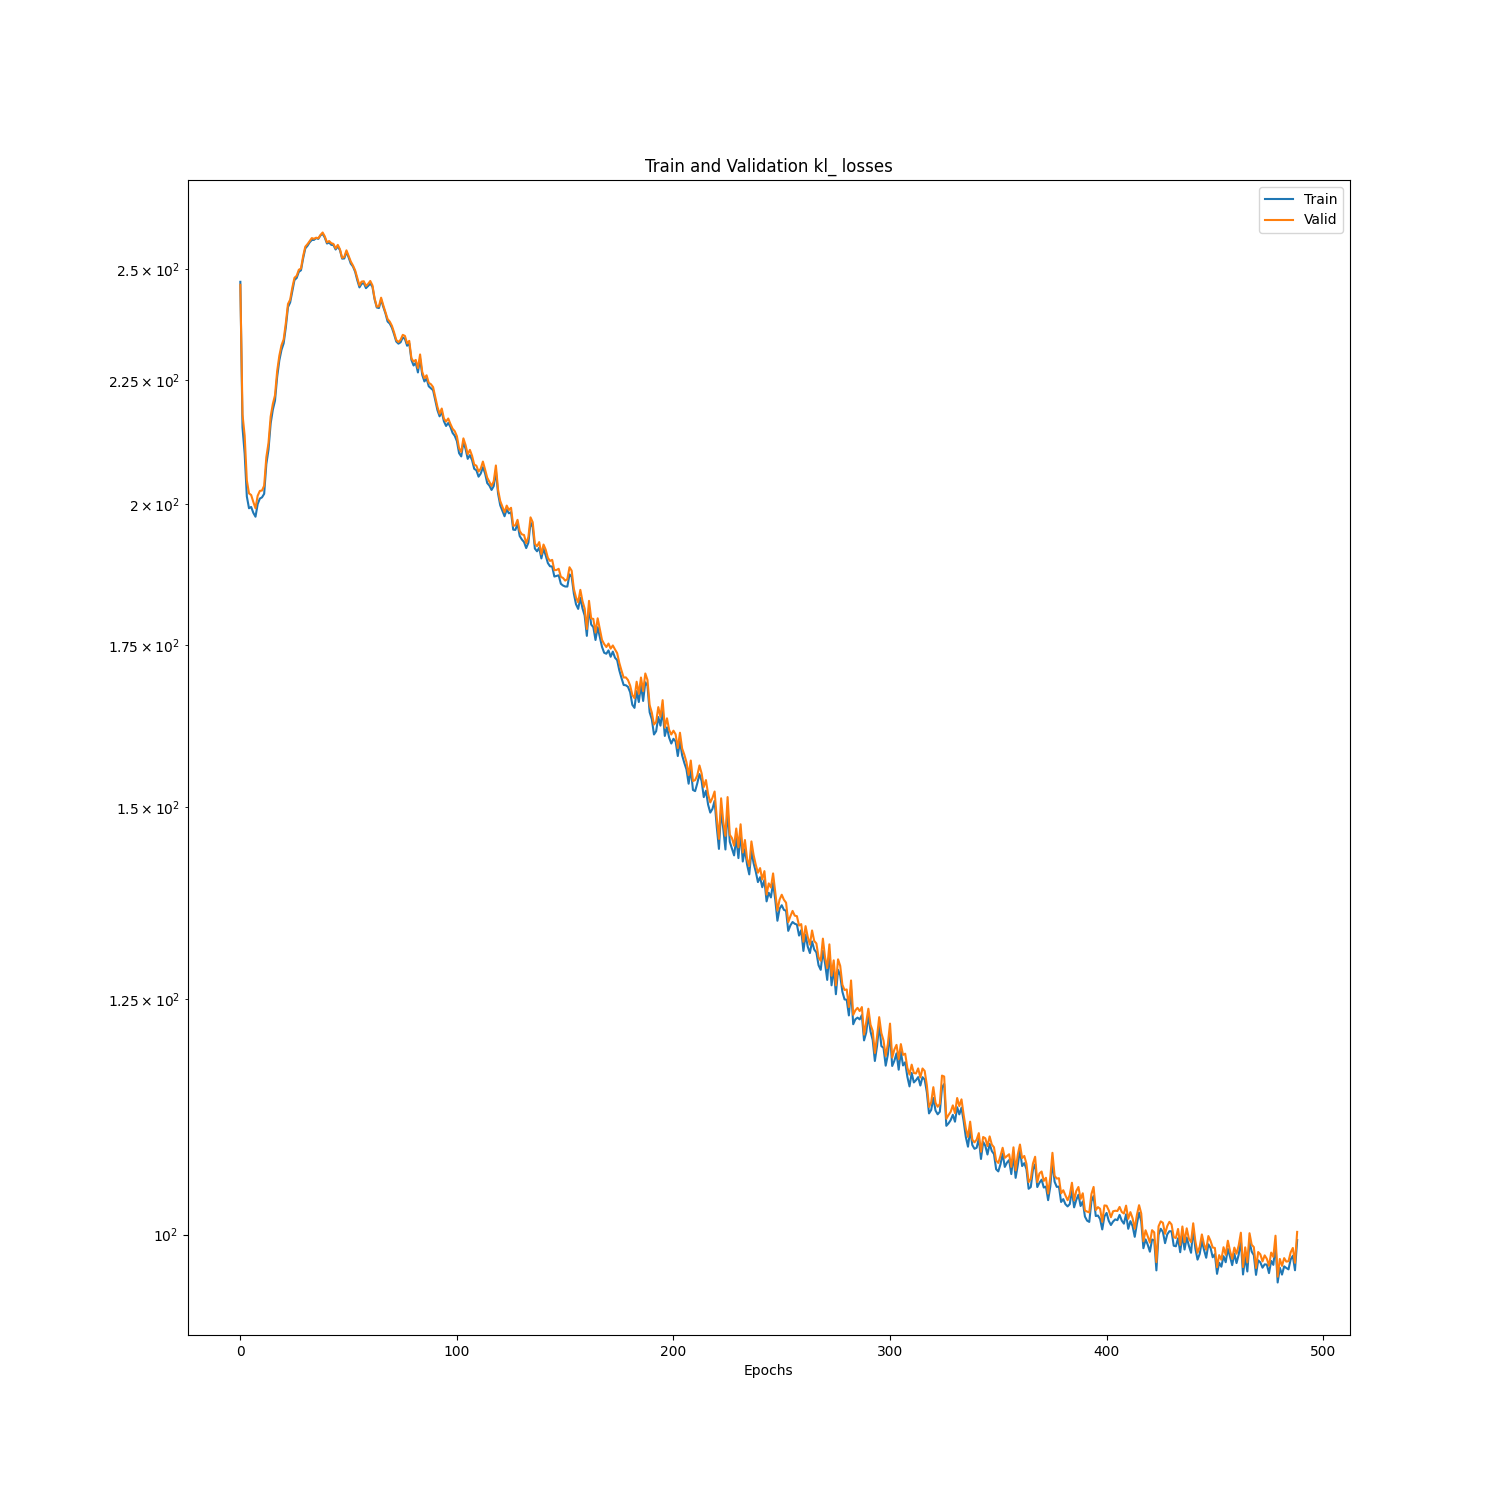 Train and Validation kl_ losses
Train
Valid
2.5 × 10²
2.25 × 10²
2 × 10²
1.75 × 10²
1.5 × 10²
1.25 × 10²
10²
0 100 200 300 400 500
Epochs